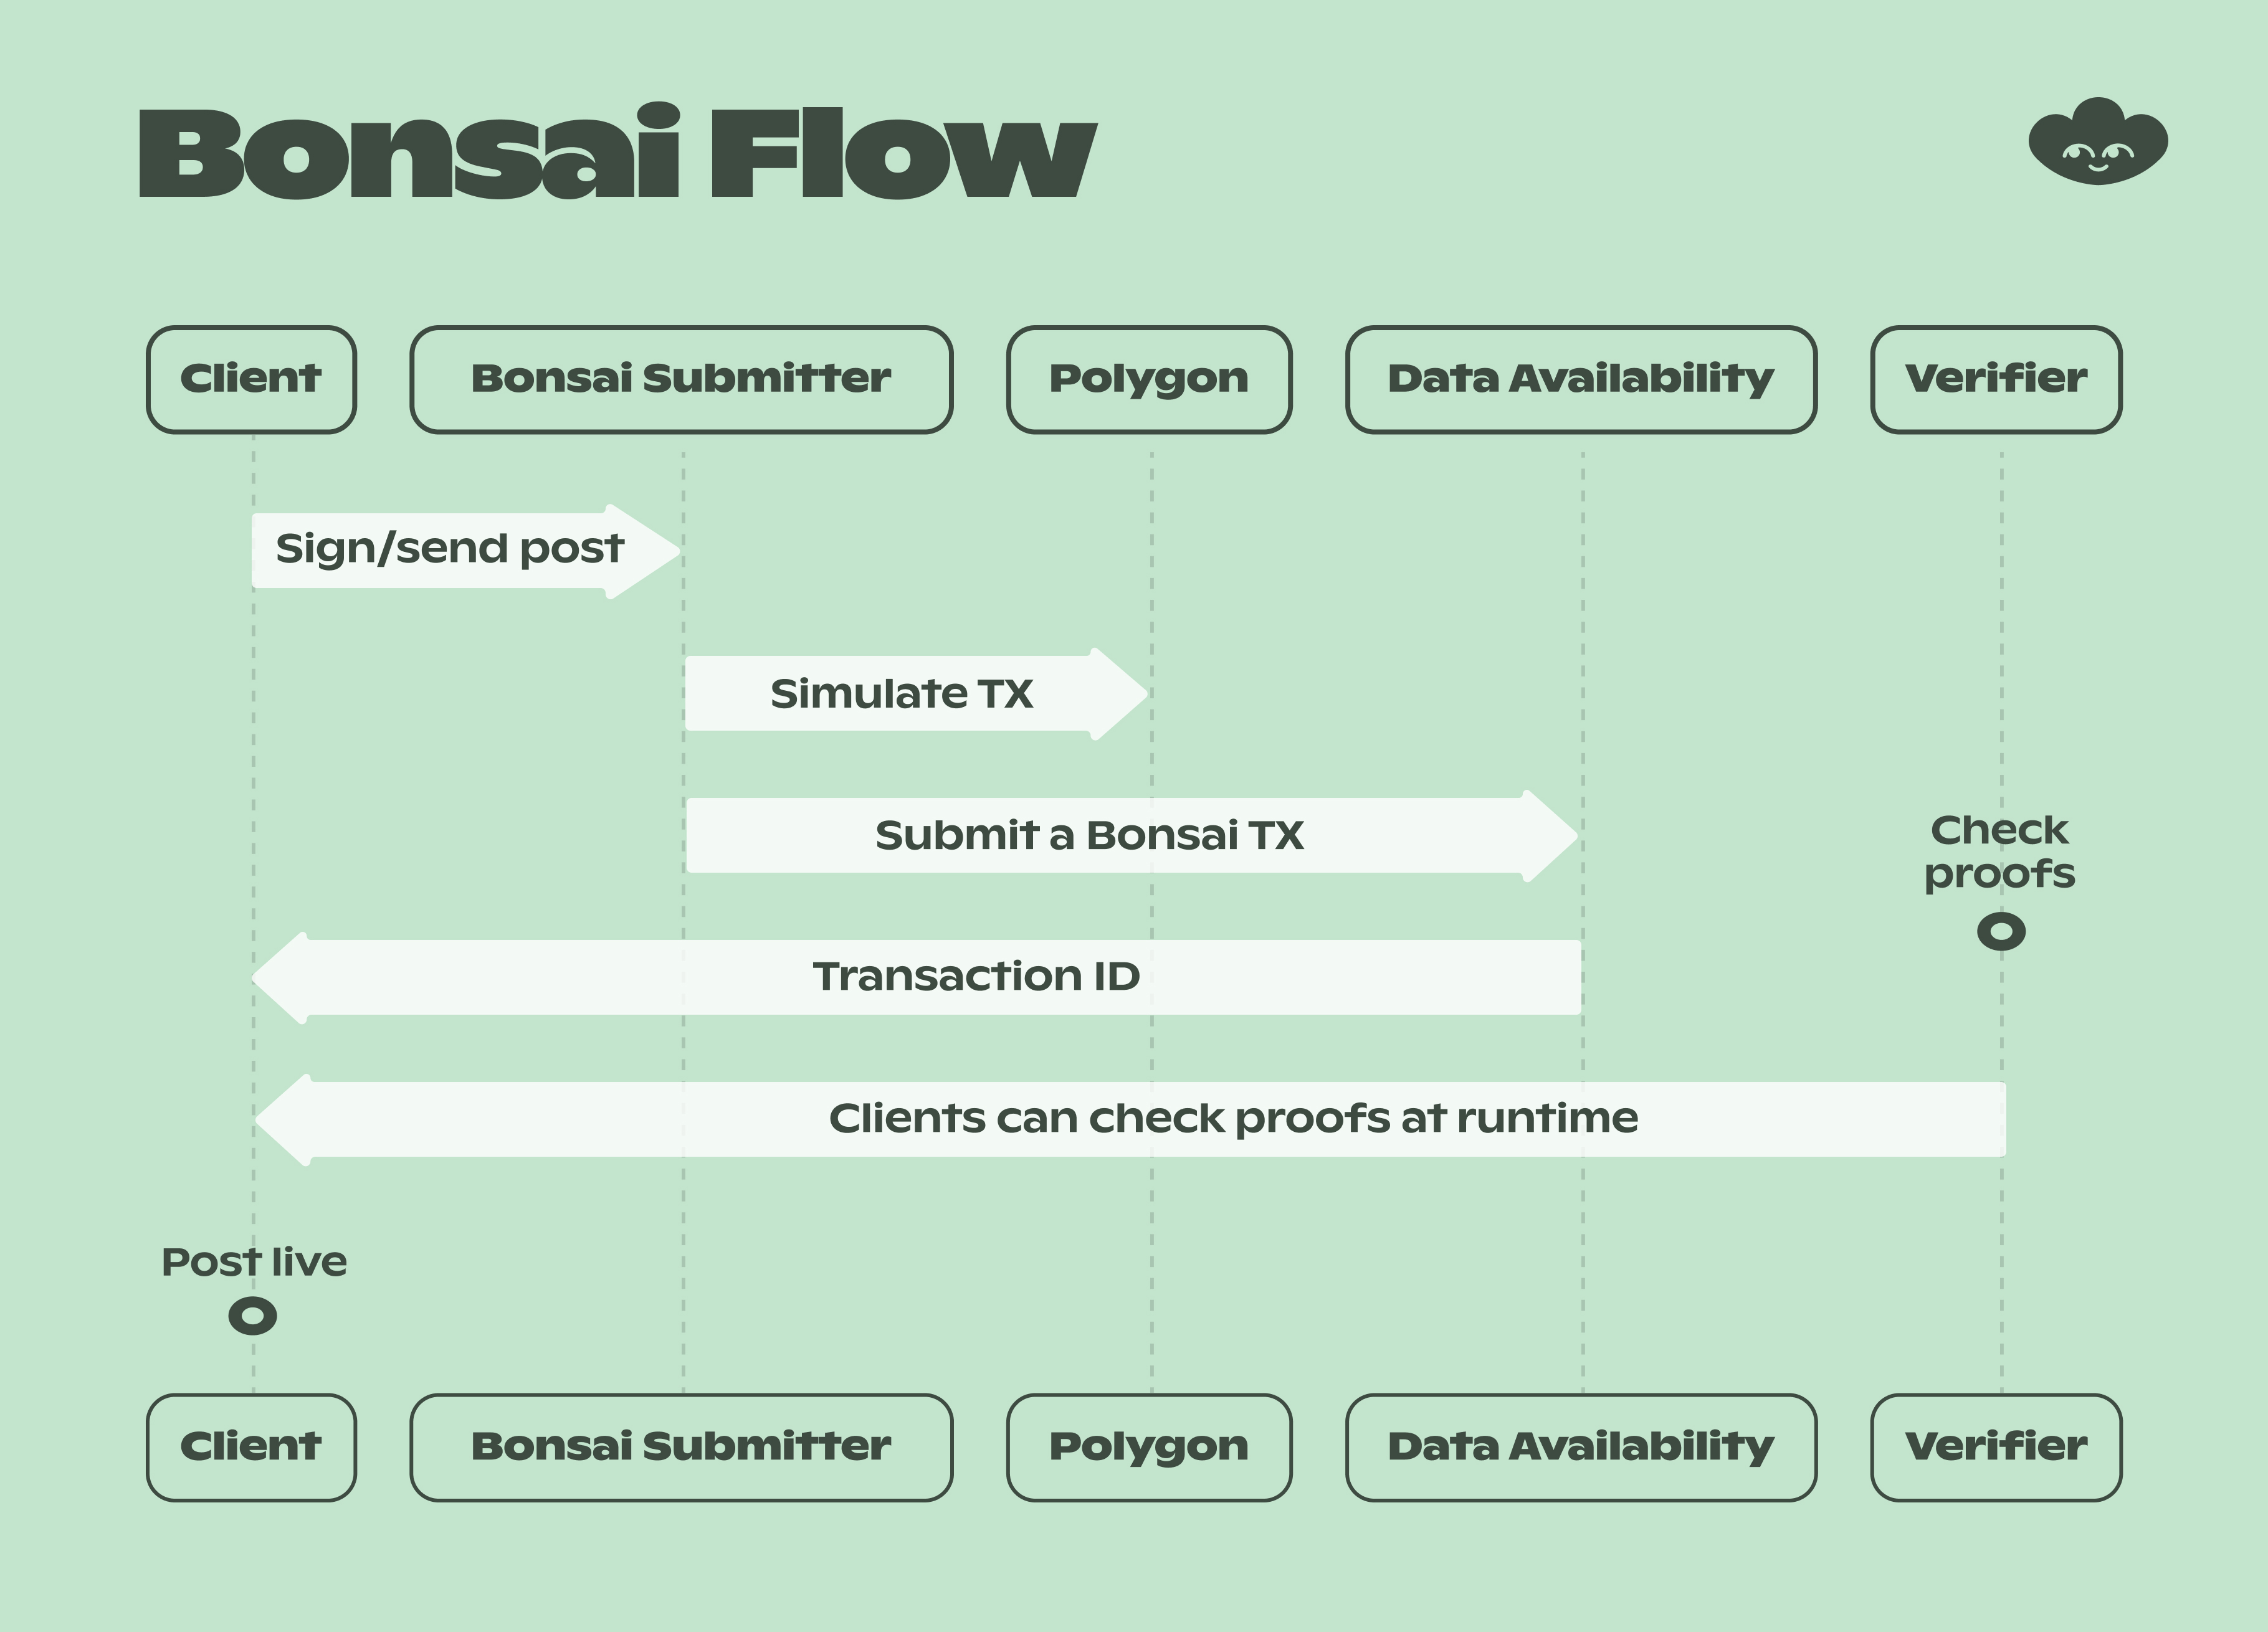 Bonsai Flow
Client
Bonsai Submitter
Polygon
Data Availability
Verifier
Sign/send post
Simulate TX
Submit a Bonsai TX
Check
proofs
Transaction ID
Clients can check proofs at runtime
Post live
Client
Bonsai Submitter
Polygon
Data Availability
Verifier